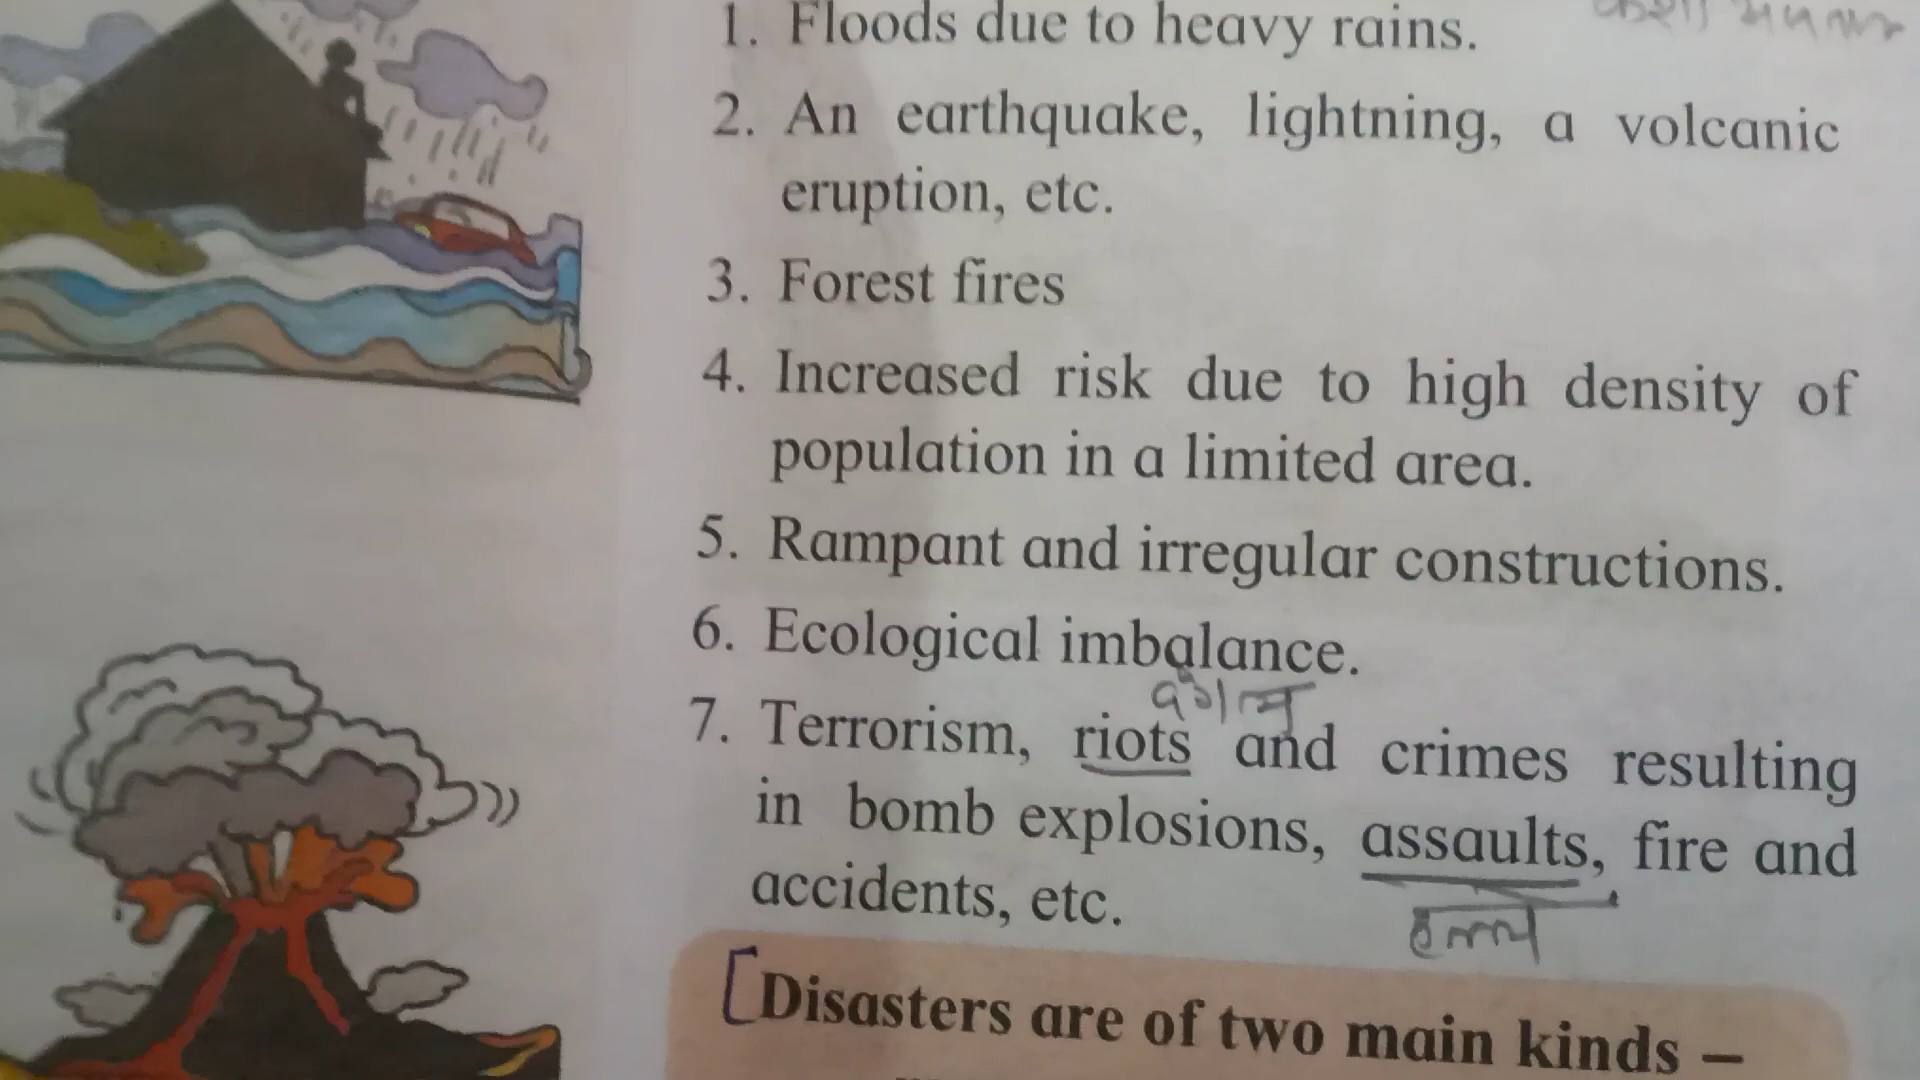 1. Floods due to heavy rains.
2. An earthquake, lightning, a volcanic
eruption, etc.
3. Forest fires
4. Increased risk due to high density of
population in a limited area.
5. Rampant and irregular constructions.
6. Ecological imbalance.
7. Terrorism, riots and crimes resulting
in bomb explosions, assaults, fire and
accidents, etc.
[Disasters are of two main kinds –